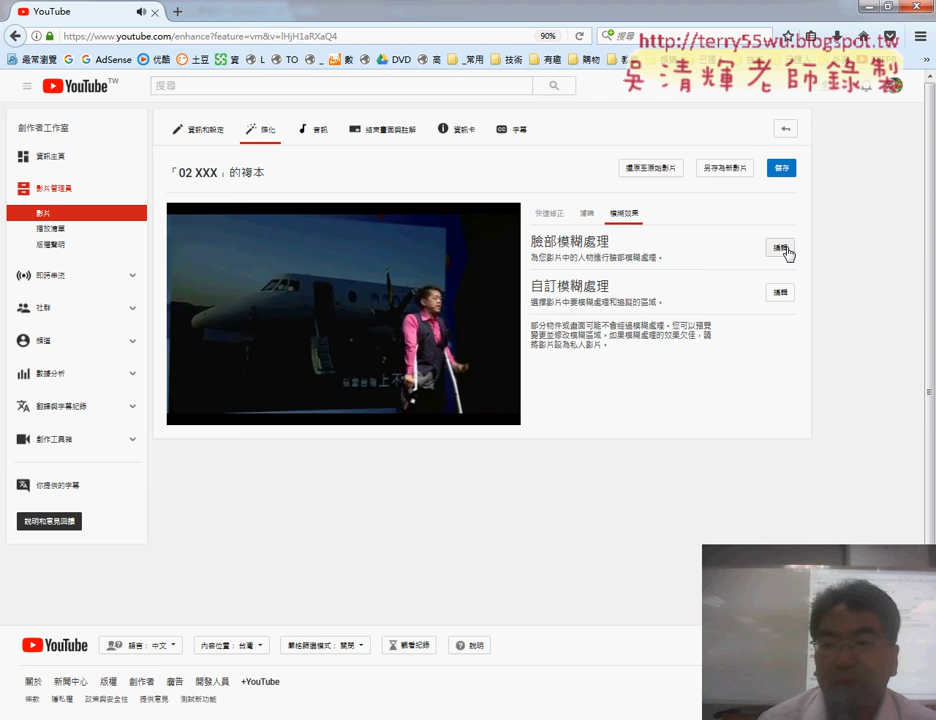 YouTube
https://www.youtube.com/enhance?feature=vm&v=lHjH1aRXaQ4
90%
搜尋
http://terry55wu.blogspot.tw
吳清輝老師錄製
最常瀏覽
AdSense
优酷
土豆
資
L
TO
數
高
DVD
_常用
技術
有趣
購物
YouTube TW
搜尋
創作者工作室
資訊主頁
影片管理員
影片
播放清單
版權聲明
即時串流
社群
頻道
數據分析
翻譯與字幕記錄
創作工具箱
你提供的字幕
說明和意見回饋
資訊和設定
強化
音訊
結束畫面與註解
資訊卡
字幕
「02 XXX」的複本
還原至原始影片
另存為新影片
儲存
快速修正
濾鏡
模糊效果
臉部模糊處理
為您影片中的人物進行臉部模糊處理。
編輯
自訂模糊處理
選擇影片中要模糊處理和追蹤的區域。
編輯
部分物件或畫面可能不會經過模糊處理。您可以預覽
變更並修改模糊區域。如果模糊處理的效果欠佳，請
將影片設為私人影片。
YouTube
語言：中文
內容位置：台灣
嚴格篩選模式：關閉
觀看記錄
說明
關於
新聞中心
版權
創作者
廣告
開發人員
+YouTube
條款
隱私權
政策與安全性
提供意見
測試新功能